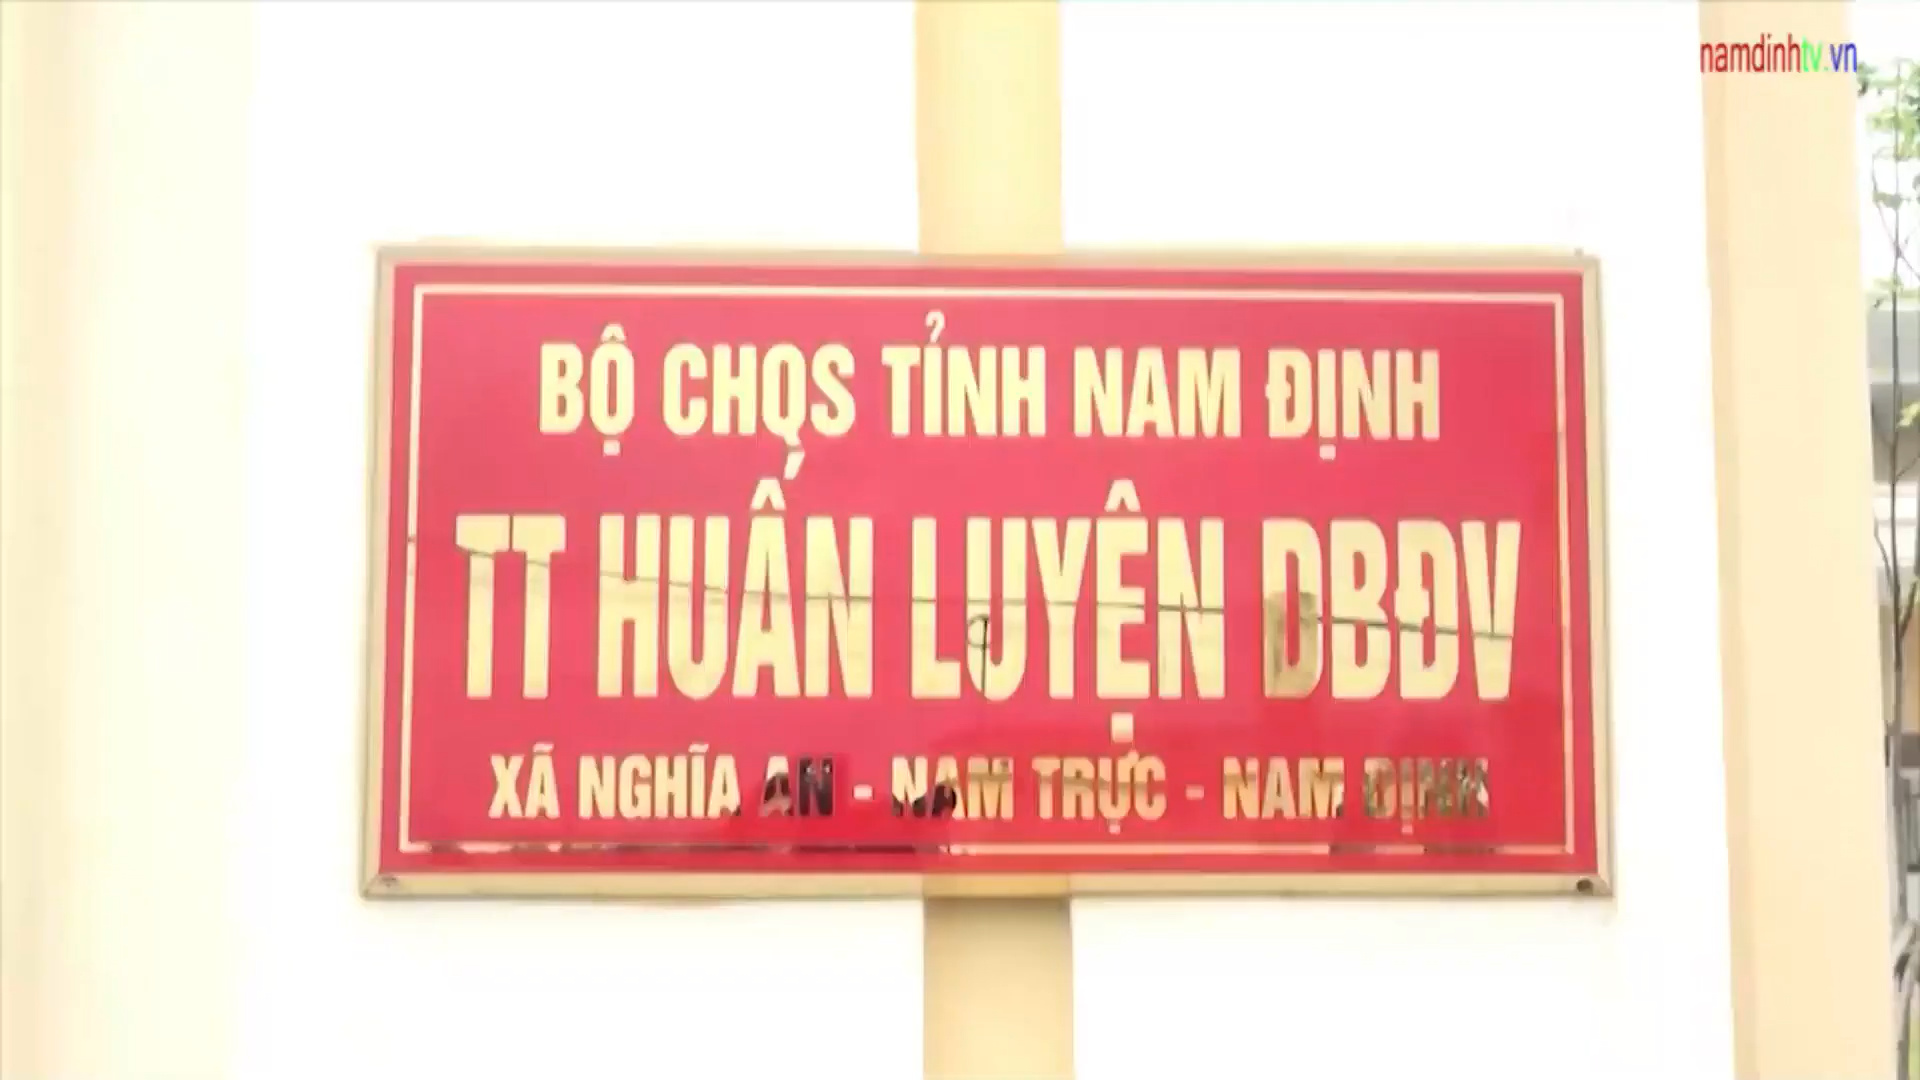 namdinhtv.vn
BỘ CHQS TỈNH NAM ĐỊNH
TT HUẤN LUYỆN DBĐV
XÃ NGHĨA AN - NAM TRỰC - NAM ĐỊNH